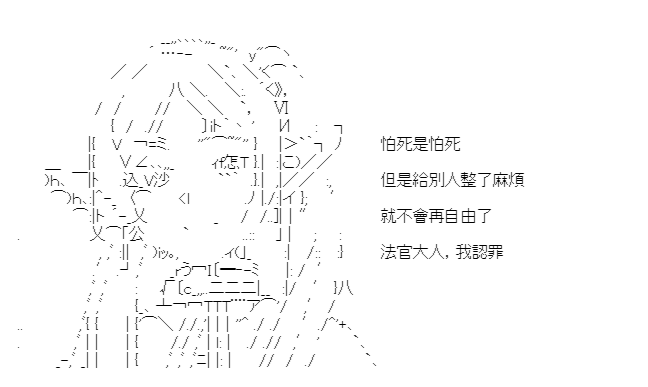 怕死是怕死
但是給別人整了麻煩
就不會再自由了
法官大人，我認罪